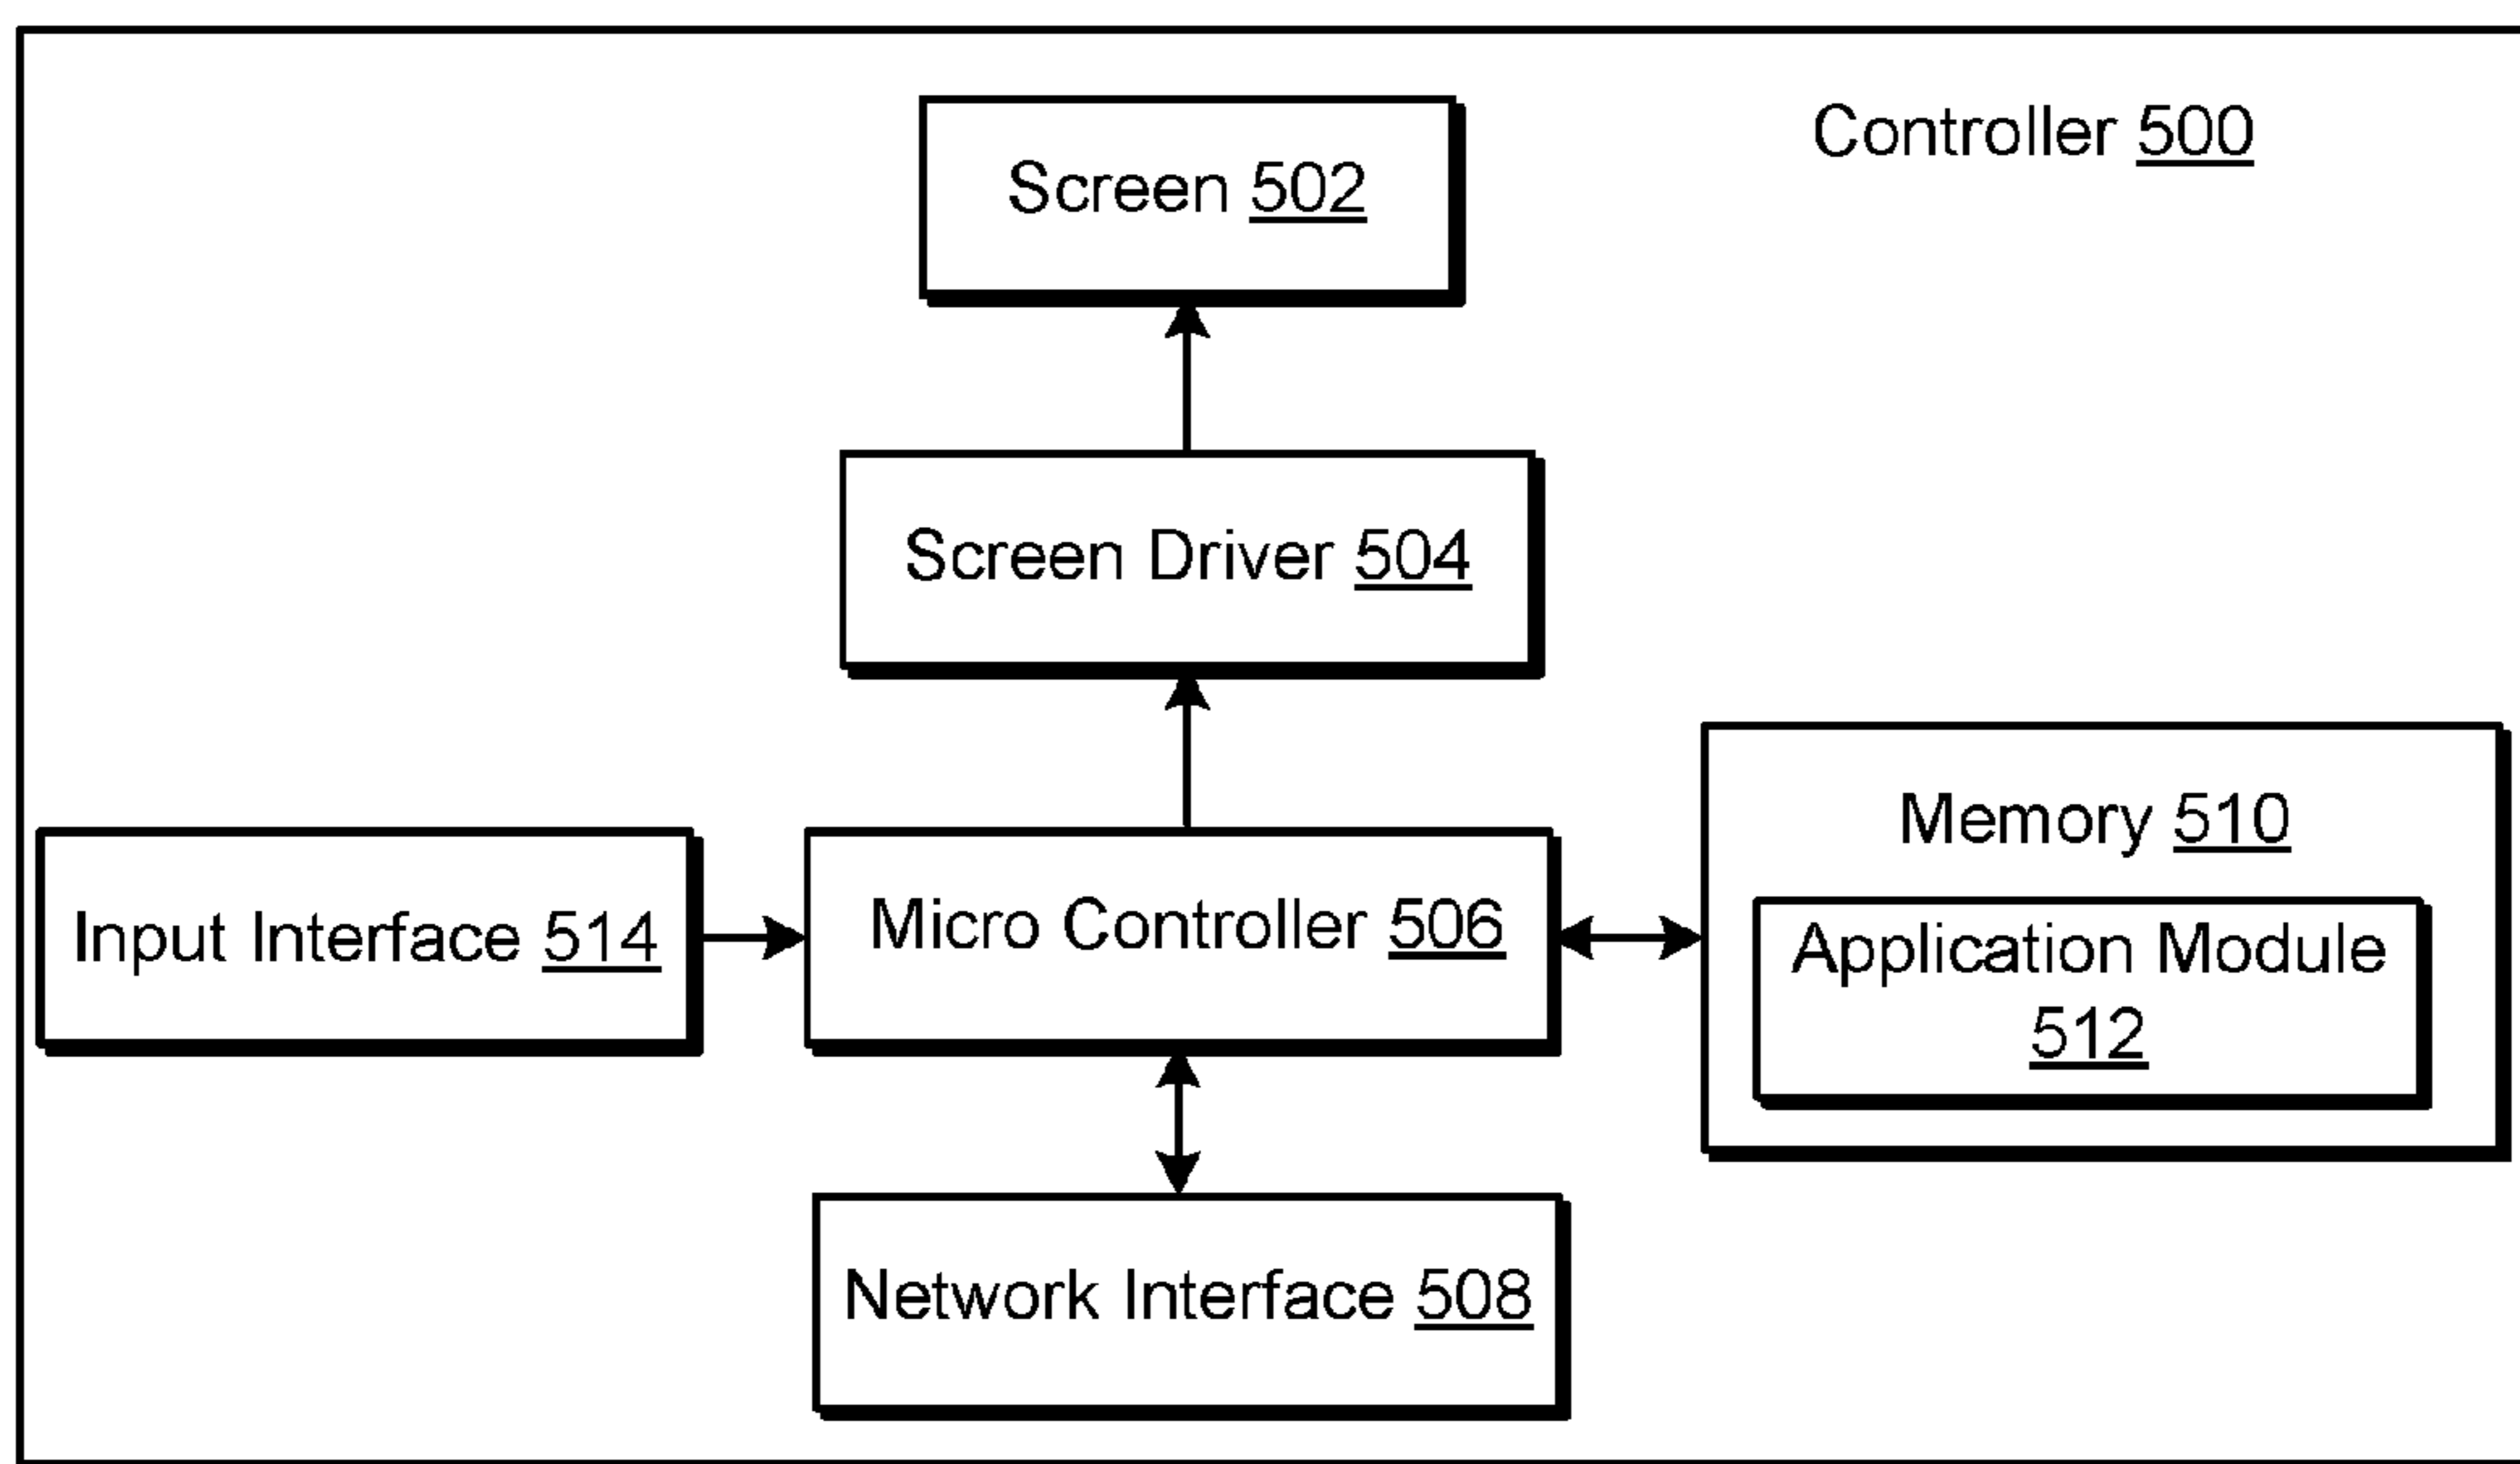 Controller 500
Screen 502
Screen Driver 504
Memory 510
Input Interface 514
Micro Controller 506
Application Module
512
Network Interface 508